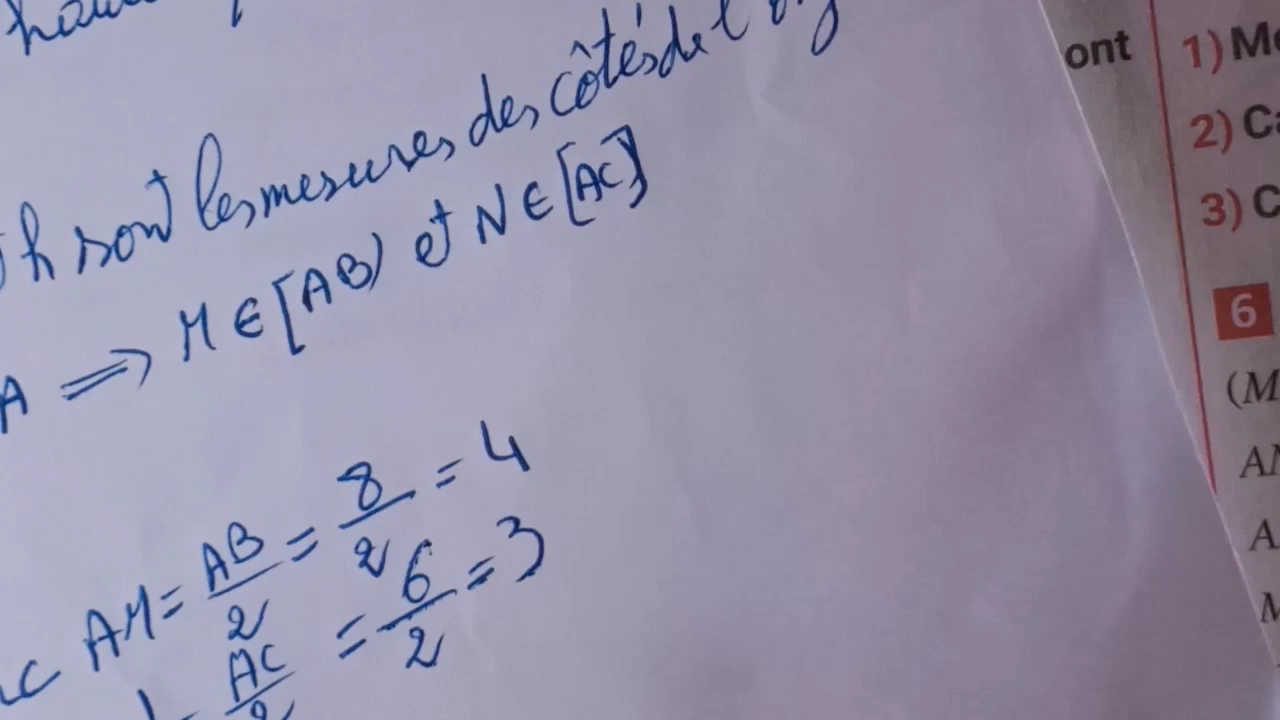 h sont les mesures des côtés de l'
A ⟹ M ∈ [AB) et N ∈ [AC)
AM = AB/2 = 8/2 = 4
AC/2 = 6/2 = 3
ont
1) M
2) C
3) C
6
(M
A
A